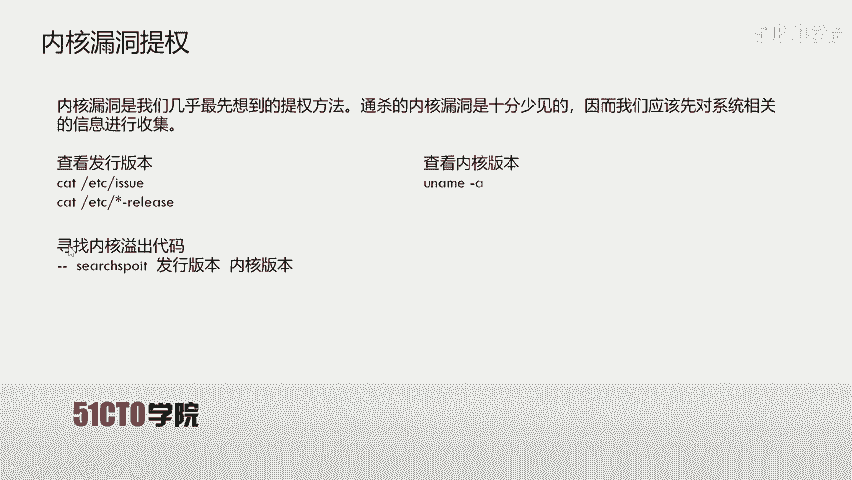 内核漏洞提权
内核漏洞是我们几乎最先想到的提权方法。通杀的内核漏洞是十分少见的，因而我们应该先对系统相关
的信息进行收集。
查看发行版本
cat /etc/issue
cat /etc/*-release
查看内核版本
uname -a
寻找内核溢出代码
-- searchspoit 发行版本 内核版本
51CTO学院